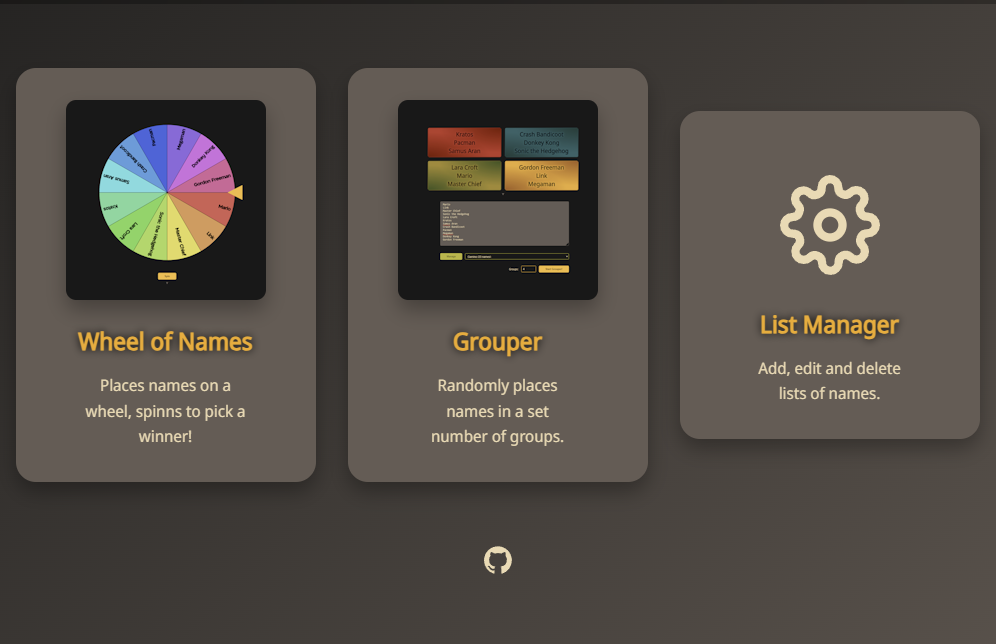 Gordon Freeman
Mario
Link
Master Chief
Sonic the Hedgehog
Lara Croft
Kratos
Samus Aran
Crash Bandicoot
Pacman
Megaman
Donkey Kong
Wheel of Names
Places names on a
wheel, spinns to pick a
winner!
Kratos
Pacman
Samus Aran
Crash Bandicoot
Donkey Kong
Sonic the Hedgehog
Lara Croft
Mario
Master Chief
Gordon Freeman
Link
Megaman
Groups:
Grouper
Randomly places
names in a set
number of groups.
List Manager
Add, edit and delete
lists of names.